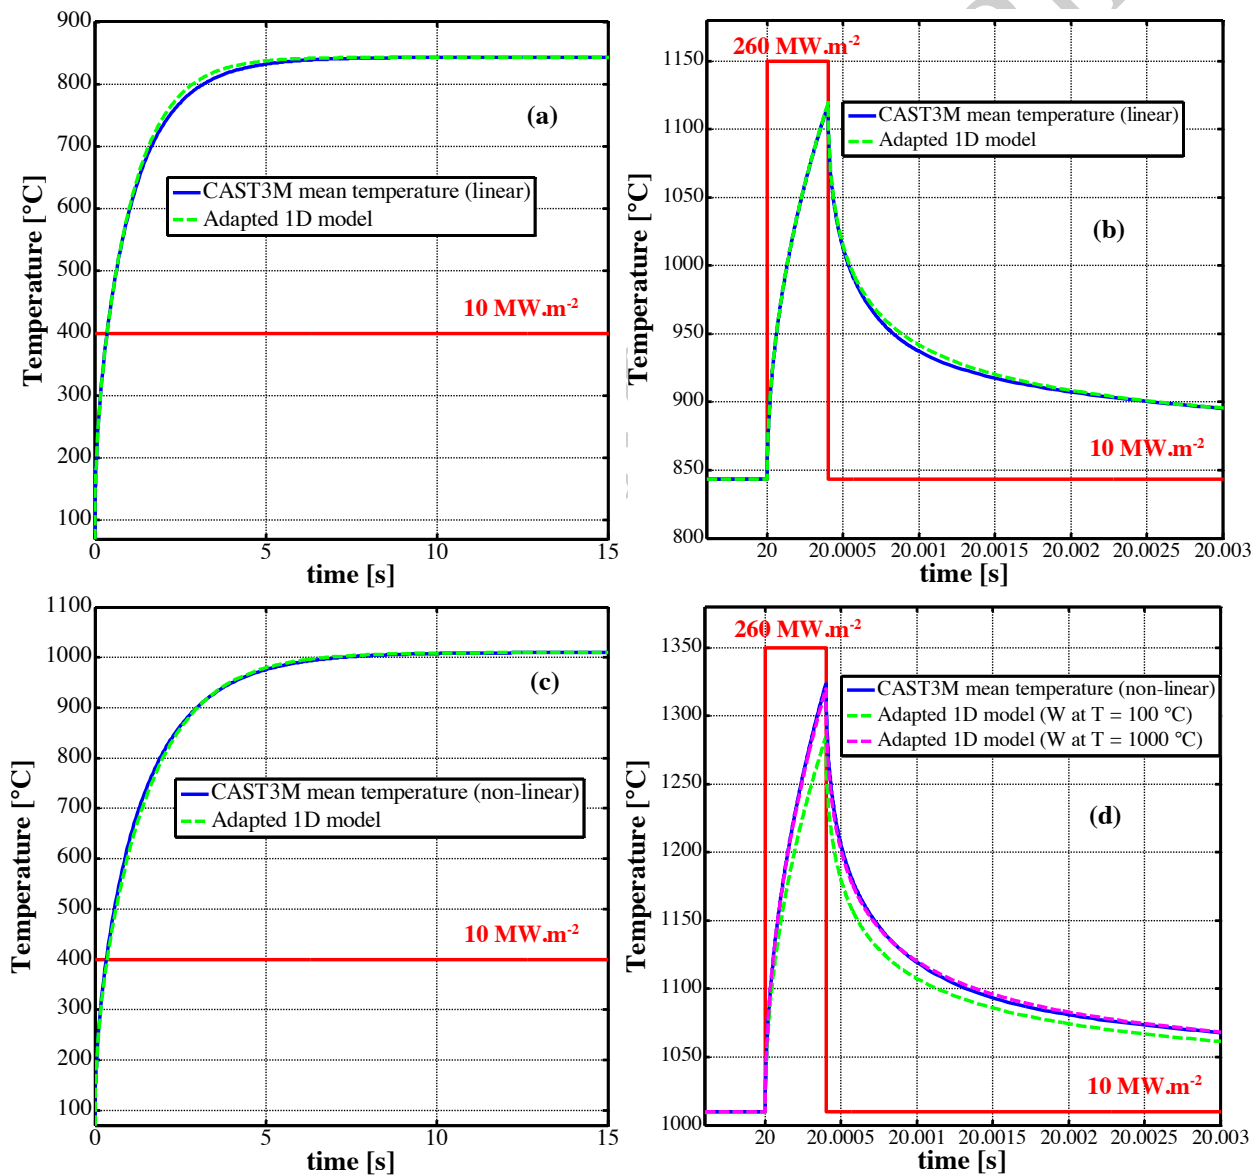 900
800
700
600
500
400
300
200
100
0
5
10
15
Temperature [°C]
time [s]
(a)
CAST3M mean temperature (linear)
Adapted 1D model
10 MW.m-2
1150
1100
1050
1000
950
900
850
800
20
20.0005
20.001
20.0015
20.002
20.0025
20.003
Temperature [°C]
time [s]
260 MW.m-2
CAST3M mean temperature (linear)
Adapted 1D model
(b)
10 MW.m-2
1100
1000
900
800
700
600
500
400
300
200
100
0
5
10
15
Temperature [°C]
time [s]
(c)
CAST3M mean temperature (non-linear)
Adapted 1D model
10 MW.m-2
1350
1300
1250
1200
1150
1100
1050
1000
20
20.0005
20.001
20.0015
20.002
20.0025
20.003
Temperature [°C]
time [s]
260 MW.m-2
CAST3M mean temperature (non-linear)
Adapted 1D model (W at T = 100 °C)
Adapted 1D model (W at T = 1000 °C)
(d)
10 MW.m-2